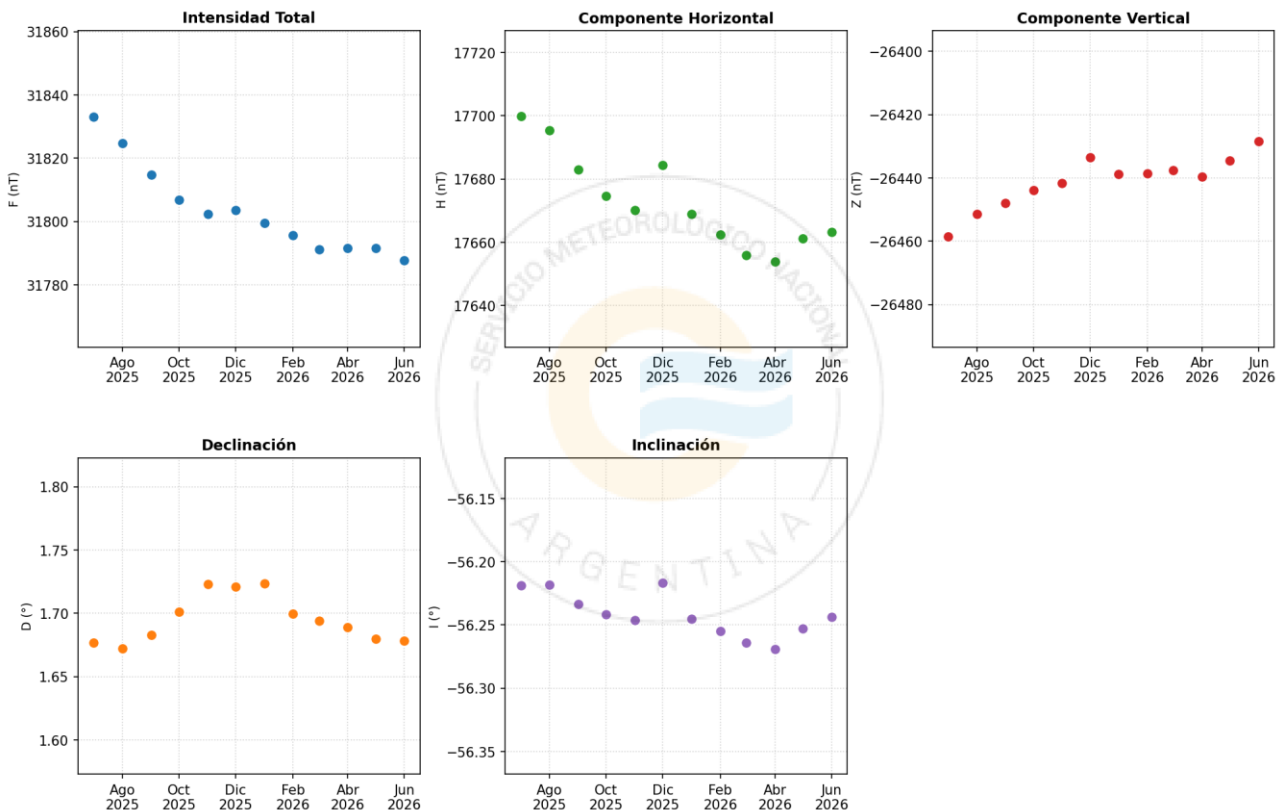 Intensidad Total
F (nT)
31860
31840
31820
31800
31780
Ago
2025
Oct
2025
Dic
2025
Feb
2026
Abr
2026
Jun
2026
Componente Horizontal
H (nT)
17720
17700
17680
17660
17640
Ago
2025
Oct
2025
Dic
2025
Feb
2026
Abr
2026
Jun
2026
Componente Vertical
Z (nT)
−26400
−26420
−26440
−26460
−26480
Ago
2025
Oct
2025
Dic
2025
Feb
2026
Abr
2026
Jun
2026
SERVICIO METEOROLÓGICO NACIONAL
ARGENTINA
Declinación
D (°)
1.80
1.75
1.70
1.65
1.60
Ago
2025
Oct
2025
Dic
2025
Feb
2026
Abr
2026
Jun
2026
Inclinación
I (°)
−56.15
−56.20
−56.25
−56.30
−56.35
Ago
2025
Oct
2025
Dic
2025
Feb
2026
Abr
2026
Jun
2026